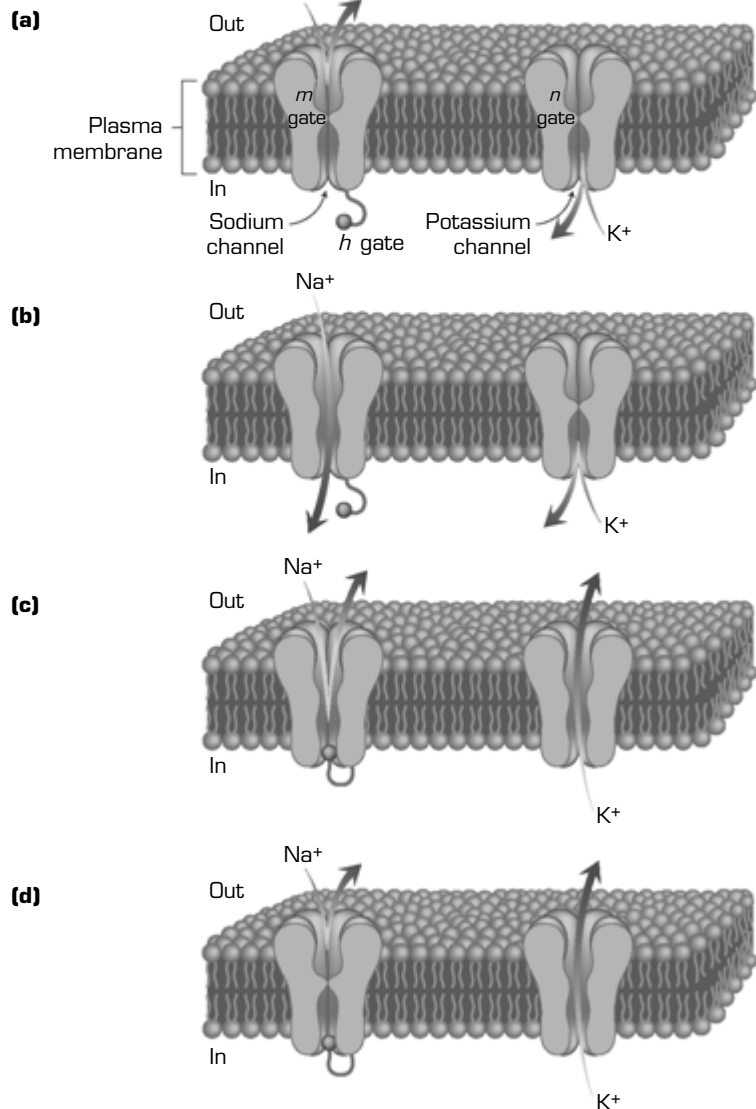 (a)
Out
m
gate
n
gate
Plasma
membrane
In
Sodium
channel
h gate
Potassium
channel
K+
Na+
(b)
Out
In
K+
Na+
(c)
Out
In
K+
Na+
(d)
Out
In
K+